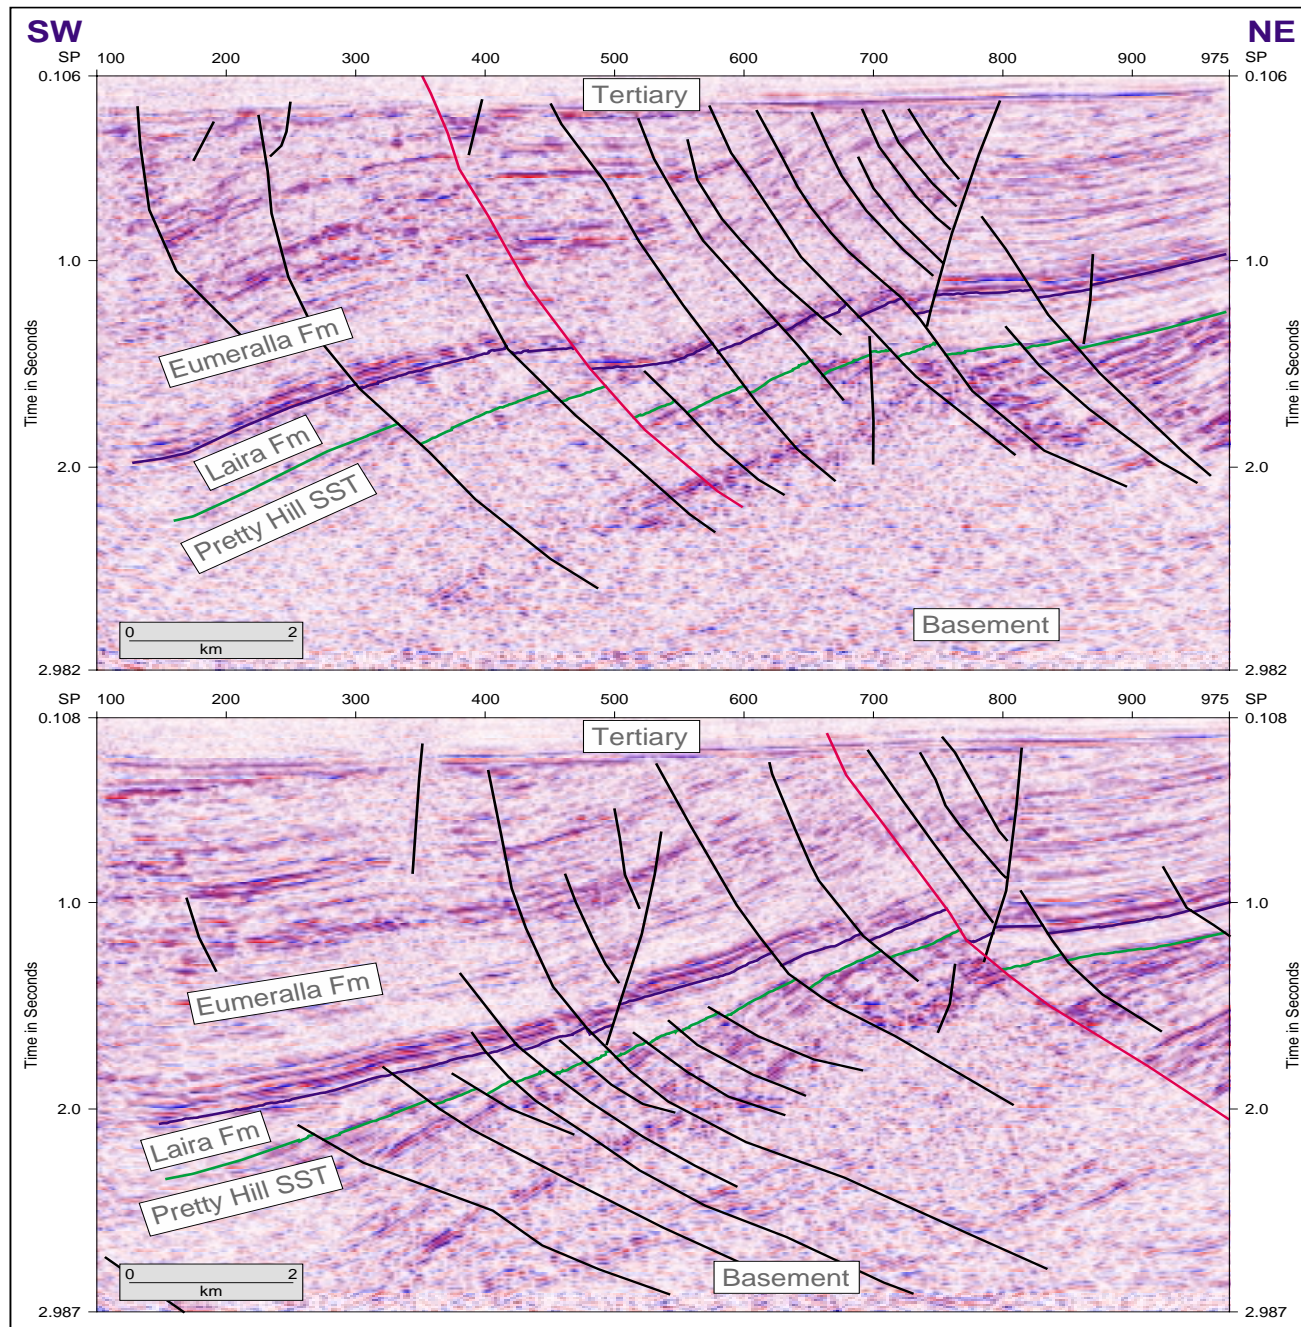 SW NE
SP 100 200 300 400 500 600 700 800 900 975 SP
0.106 0.106
Tertiary
1.0 1.0
Eumeralla Fm
Time in Seconds Time in Seconds
Laira Fm
2.0 2.0
Pretty Hill SST
Basement
0 2
km
2.982 2.982
SP 100 200 300 400 500 600 700 800 900 975 SP
0.108 0.108
Tertiary
1.0 1.0
Eumeralla Fm
Time in Seconds Time in Seconds
2.0 2.0
Laira Fm
Pretty Hill SST
Basement
0 2
km
2.987 2.987